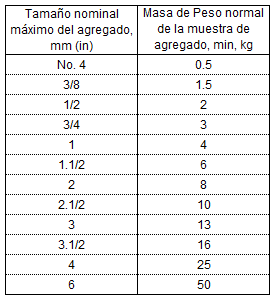 Tamaño nominal
máximo del agregado,
mm (in)
Masa de Peso normal
de la muestra de
agregado, min, kg
No. 4 0.5
3/8 1.5
1/2 2
3/4 3
1 4
1.1/2 6
2 8
2.1/2 10
3 13
3.1/2 16
4 25
6 50